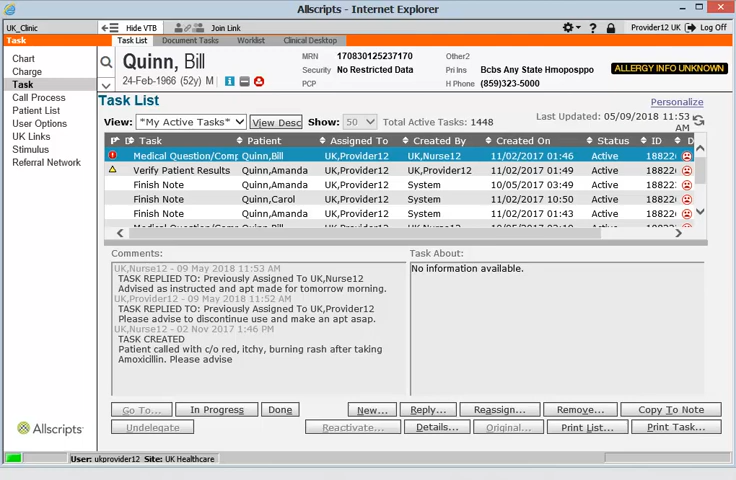 Allscripts - Internet Explorer
UK_Clinic
Hide VTB
Join Link
Provider12 UK
Log Off
Task
Task List
Document Tasks
Worklist
Clinical Desktop
Chart
Charge
Task
Call Process
Patient List
User Options
UK Links
Stimulus
Referral Network
Quinn, Bill
24-Feb-1966 (52y) M
MRN 170830125237170
Security No Restricted Data
PCP
Other2
Pri Ins Bcbs Any State Hmoposppo
H Phone (859)323-5000
ALLERGY INFO UNKNOWN
Task List
Personalize
View: *My Active Tasks* View Desc Show: 50 Total Active Tasks: 1448
Last Updated: 05/09/2018 11:53 AM
Task Patient Assigned To Created By Created On Status ID D
Medical Question/Comp Quinn,Bill UK,Provider12 UK,Nurse12 11/02/2017 01:46 Active 18822
Verify Patient Results Quinn,Amanda UK,Provider12 UK,Provider12 11/02/2017 01:49 Active 18822
Finish Note Quinn,Amanda UK,Provider12 System 10/05/2017 03:49 Active 18822
Finish Note Quinn,Carol UK,Provider12 System 11/02/2017 10:50 Active 18822
Finish Note Quinn,Amanda UK,Provider12 System 11/02/2017 01:43 Active 18822
Comments:
UK,Nurse12 - 09 May 2018 11:53 AM
TASK REPLIED TO: Previously Assigned To UK,Nurse12
Advised as instructed and apt made for tomorrow morning.
UK,Provider12 - 09 May 2018 11:52 AM
TASK REPLIED TO: Previously Assigned To UK,Provider12
Please advise to discontinue use and make an apt asap.
UK,Nurse12 - 02 Nov 2017 1:46 PM
TASK CREATED
Patient called with c/o red, itchy, burning rash after taking
Amoxicillin. Please advise
Task About:
No information available.
Go To... In Progress Done New... Reply... Reassign... Remove... Copy To Note
Undelegate Reactivate... Details... Original... Print List... Print Task...
Allscripts
User: ukprovider12 Site: UK Healthcare